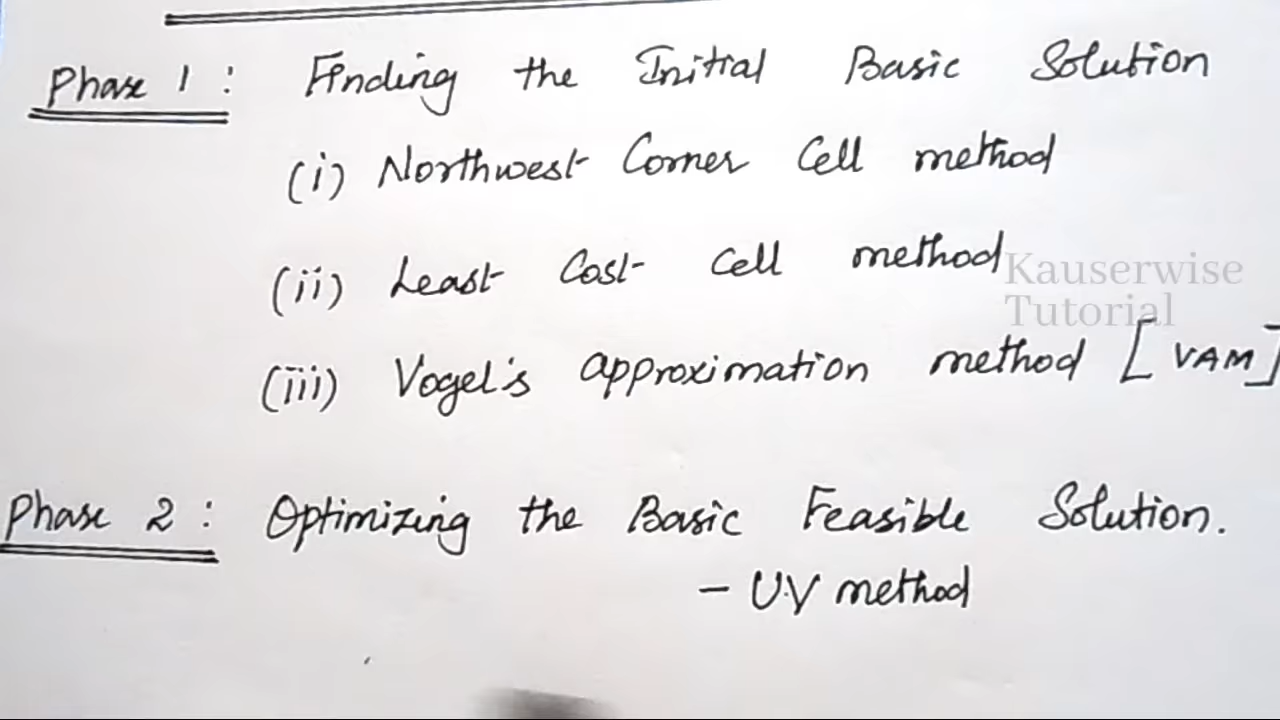 Phase 1 : Finding the Initial Basic Solution
(i) Northwest Corner Cell method
(ii) Least Cost Cell method
Kauserwise
Tutorial
(iii) Vogel's approximation method [VAM]
Phase 2 : Optimizing the Basic Feasible Solution.
- U.V method